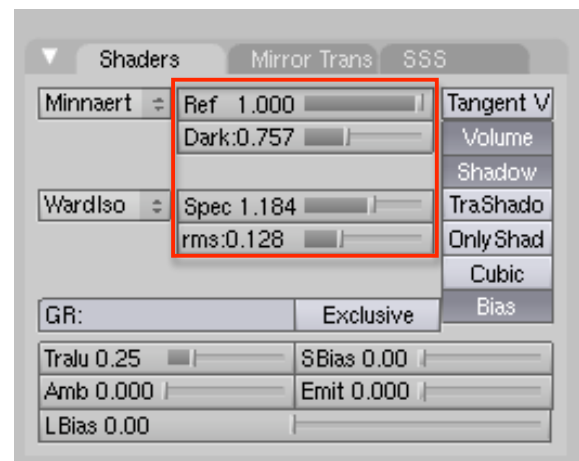 Shaders Mirror Trans SSS
Minnaert Ref 1.000 Tangent V
Dark:0.757 Volume
Shadow
WardIso Spec 1.184 TraShado
rms:0.128 OnlyShad
Cubic
GR: Exclusive Bias
Tralu 0.25 SBias 0.00
Amb 0.000 Emit 0.000
LBias 0.00